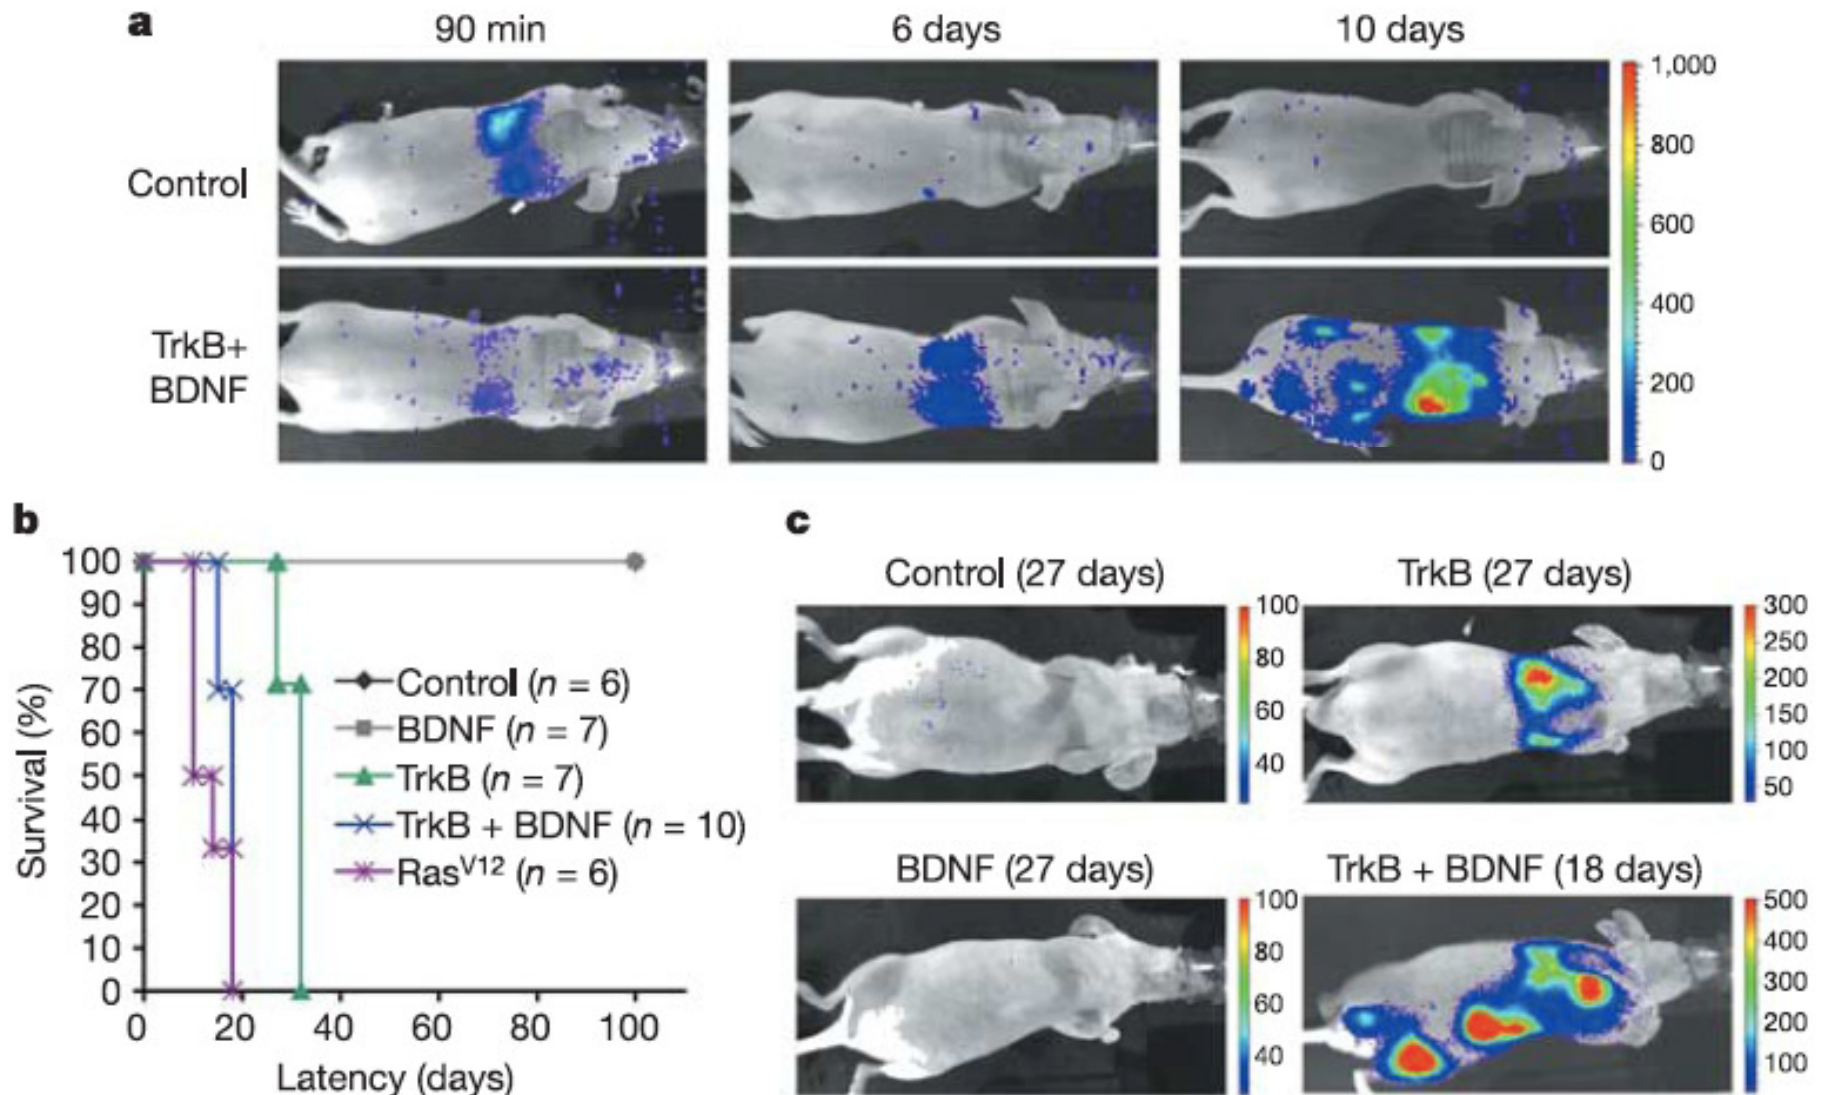 a
90 min
6 days
10 days
Control
TrkB+
BDNF
1,000
800
600
400
200
0
b
100
90
80
70
60
50
40
30
20
10
0
Survival (%)
0 20 40 60 80 100
Latency (days)
Control (n = 6)
BDNF (n = 7)
TrkB (n = 7)
TrkB + BDNF (n = 10)
Ras^V12 (n = 6)
c
Control (27 days)
100
80
60
40
TrkB (27 days)
300
250
200
150
100
50
BDNF (27 days)
100
80
60
40
TrkB + BDNF (18 days)
500
400
300
200
100